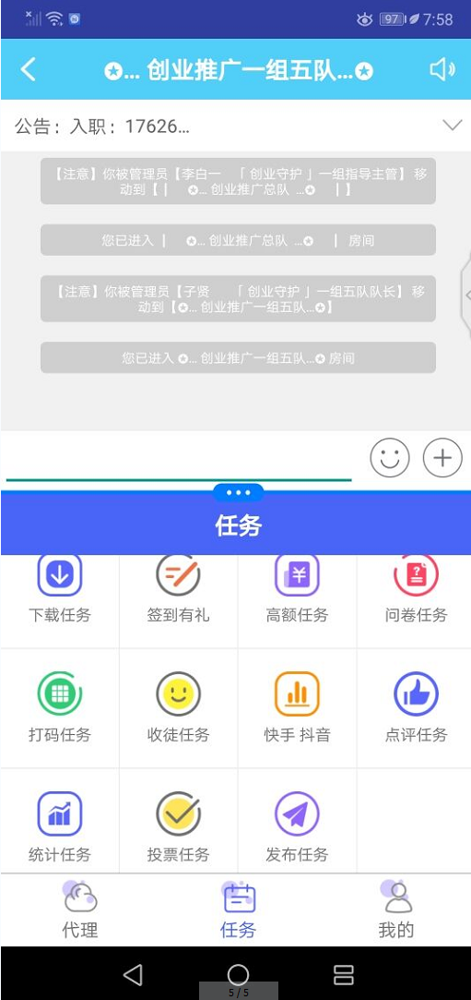 97 7:58
✪... 创业推广一组五队...✪
公告：入职：17626...
【注意】你被管理员【李白一 「 创业守护 」一组指导主管】 移
动到【丨 ✪... 创业推广总队 ...✪ 丨】
您已进入 丨 ✪... 创业推广总队 ...✪ 丨 房间
【注意】你被管理员【子贤 「 创业守护 」一组五队队长】 移
动到【✪... 创业推广一组五队...✪】
您已进入 ✪... 创业推广一组五队...✪ 房间
任务
下载任务 签到有礼 高额任务 问卷任务
打码任务 收徒任务 快手 抖音 点评任务
统计任务 投票任务 发布任务
代理 任务 我的
5 / 5